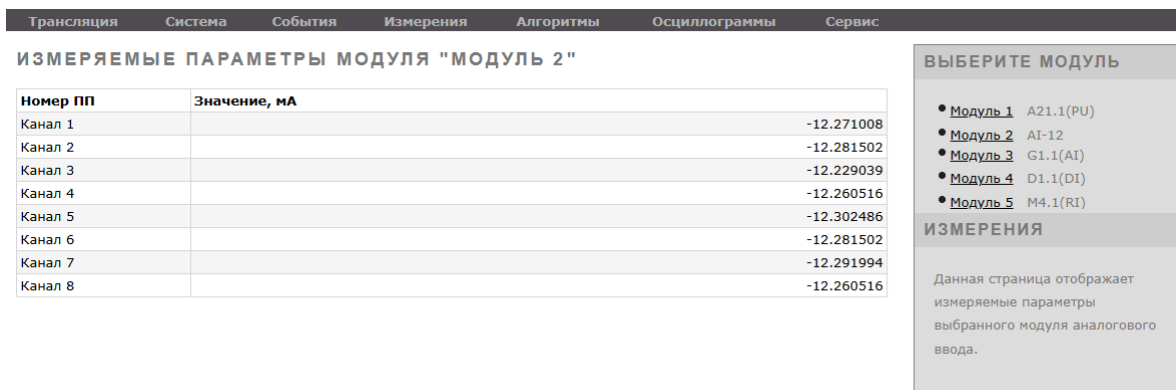 Трансляция Система События Измерения Алгоритмы Осциллограммы Сервис
ИЗМЕРЯЕМЫЕ ПАРАМЕТРЫ МОДУЛЯ "МОДУЛЬ 2"
Номер ПП Значение, мА
Канал 1 -12.271008
Канал 2 -12.281502
Канал 3 -12.229039
Канал 4 -12.260516
Канал 5 -12.302486
Канал 6 -12.281502
Канал 7 -12.291994
Канал 8 -12.260516
ВЫБЕРИТЕ МОДУЛЬ
Модуль 1 A21.1(PU)
Модуль 2 AI-12
Модуль 3 G1.1(AI)
Модуль 4 D1.1(DI)
Модуль 5 M4.1(RI)
ИЗМЕРЕНИЯ
Данная страница отображает
измеряемые параметры
выбранного модуля аналогового
ввода.